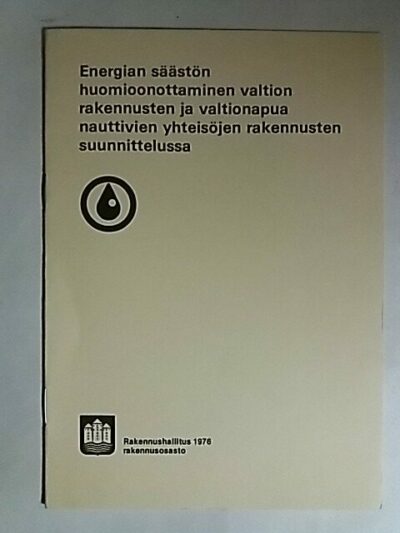 Energian säästön
huomioonottaminen valtion
rakennusten ja valtionapua
nauttivien yhteisöjen rakennusten
suunnittelussa
Rakennushallitus 1976
rakennusosasto